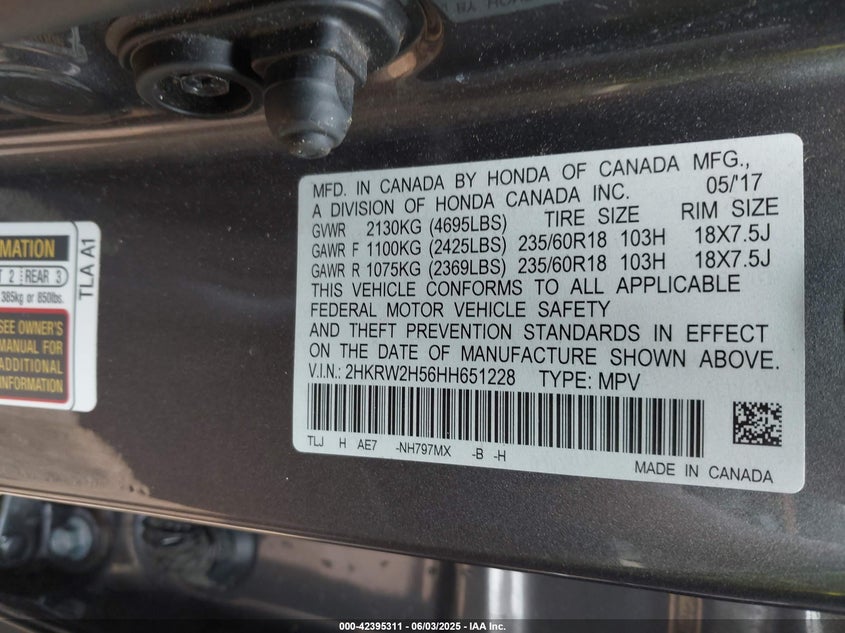 MFD. IN CANADA BY HONDA OF CANADA MFG.,
A DIVISION OF HONDA CANADA INC. 05/'17
GVWR 2130KG (4695LBS) TIRE SIZE RIM SIZE
GAWR F 1100KG (2425LBS) 235/60R18 103H 18X7.5J
GAWR R 1075KG (2369LBS) 235/60R18 103H 18X7.5J
THIS VEHICLE CONFORMS TO ALL APPLICABLE
FEDERAL MOTOR VEHICLE SAFETY
AND THEFT PREVENTION STANDARDS IN EFFECT
ON THE DATE OF MANUFACTURE SHOWN ABOVE.
V.I.N.: 2HKRW2H56HH651228 TYPE: MPV
TLJ H AE7 -NH797MX -B -H
MADE IN CANADA
MATION
2 REAR 3
385kg or 850lbs.
SEE OWNER'S
MANUAL FOR
ADDITIONAL
INFORMATION
TLA A1
000-42395311 - 06/03/2025 - IAA Inc.